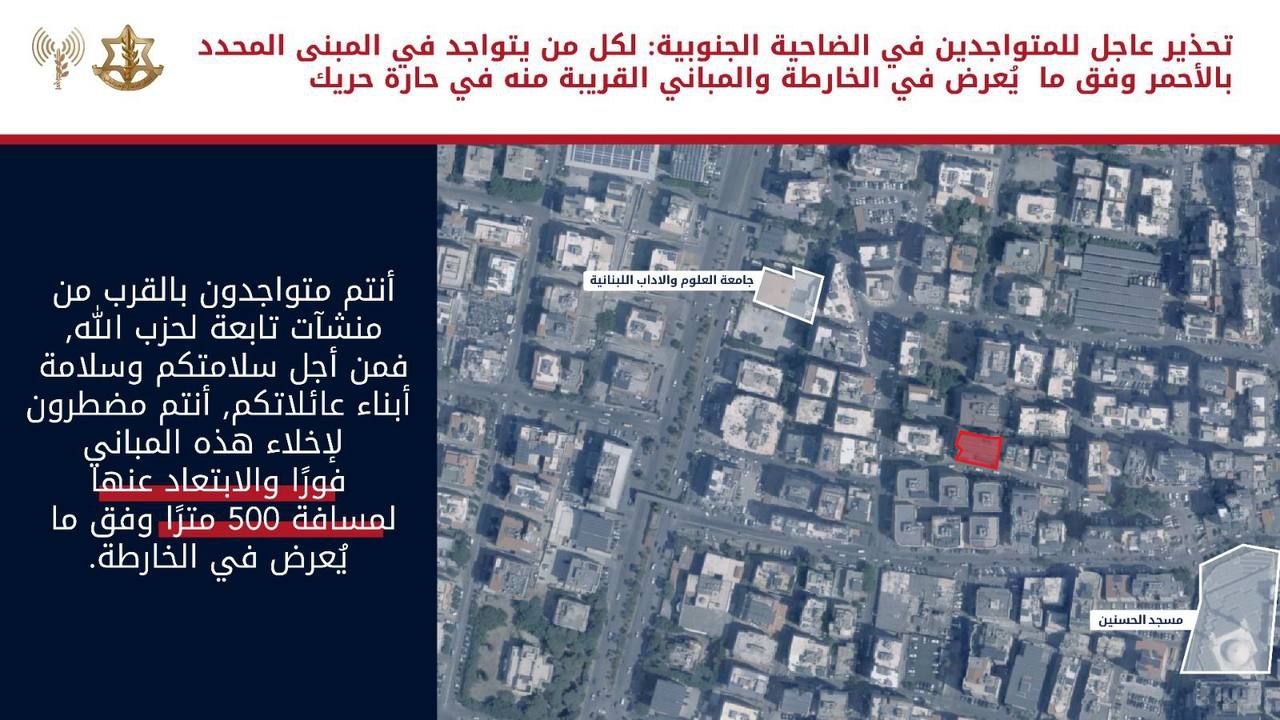 تحذير عاجل للمتواجدين في الضاحية الجنوبية: لكل من يتواجد في المبنى المحدد
بالأحمر وفق ما يُعرض في الخارطة والمباني القريبة منه في حارة حريك
أنتم متواجدون بالقرب من
منشآت تابعة لحزب الله,
فمن أجل سلامتكم وسلامة
أبناء عائلاتكم, أنتم مضطرون
لإخلاء هذه المباني
فورًا والابتعاد عنها
لمسافة 500 مترًا وفق ما
يُعرض في الخارطة.
جامعة العلوم والاداب اللبنانية
مسجد الحسنين